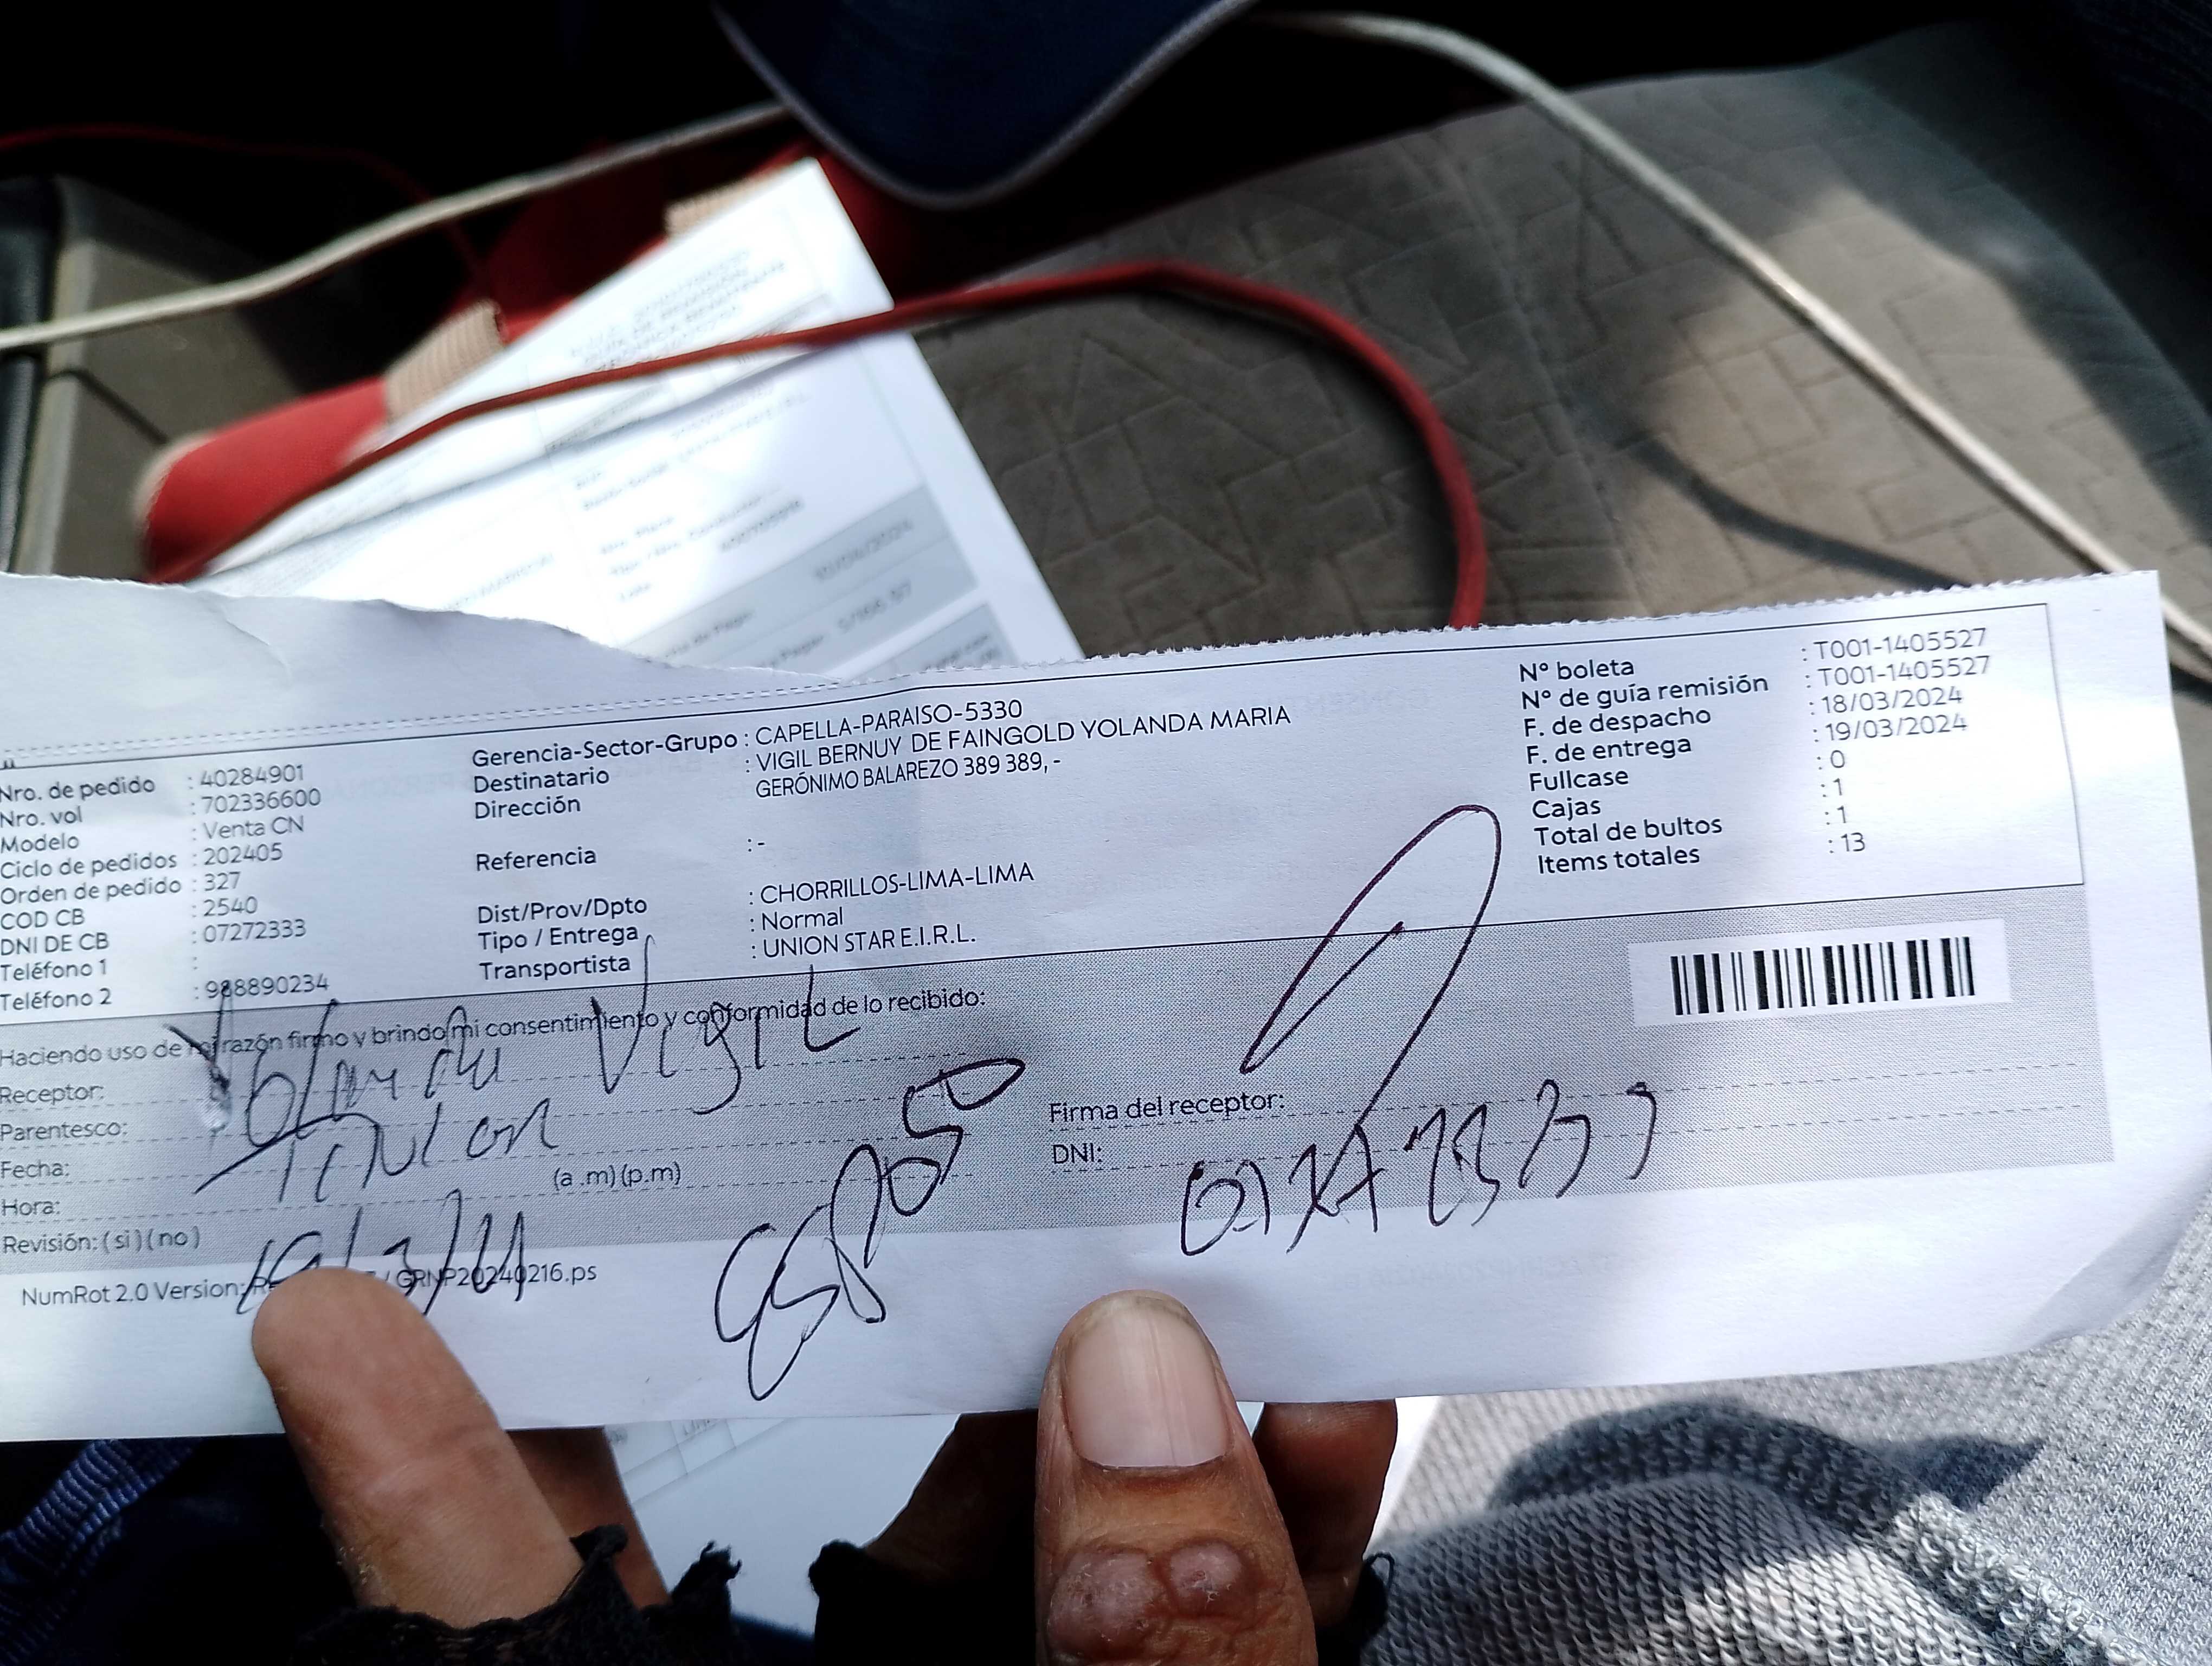 Nro. de pedido : 40284901
Nro. vol : 702336600
Modelo : Venta CN
Ciclo de pedidos : 202405
Orden de pedido : 327
COD CB : 2540
DNI DE CB : 07272333
Teléfono 1 :
Teléfono 2 : 988890234
Gerencia-Sector-Grupo : CAPELLA-PARAISO-5330
Destinatario : VIGIL BERNUY DE FAINGOLD YOLANDA MARIA
Dirección GERÓNIMO BALAREZO 389 389, -
Referencia : -
Dist/Prov/Dpto : CHORRILLOS-LIMA-LIMA
Tipo / Entrega : Normal
Transportista : UNION STAR E.I.R.L.
N° boleta : T001-1405527
N° de guía remisión : T001-1405527
F. de despacho : 18/03/2024
F. de entrega : 19/03/2024
Fullcase : 0
Cajas : 1
Total de bultos : 1
Items totales : 13
Haciendo uso de mi razón firmo y brindo mi consentimiento y conformidad de lo recibido:
Receptor: Yolanda Vigil
Parentesco:
Fecha:
Hora: (a .m) (p.m)
Revisión: (si) (no)
Firma del receptor:
DNI:
19/3/24
NumRot 2.0 Version: / GRNP20240216.ps